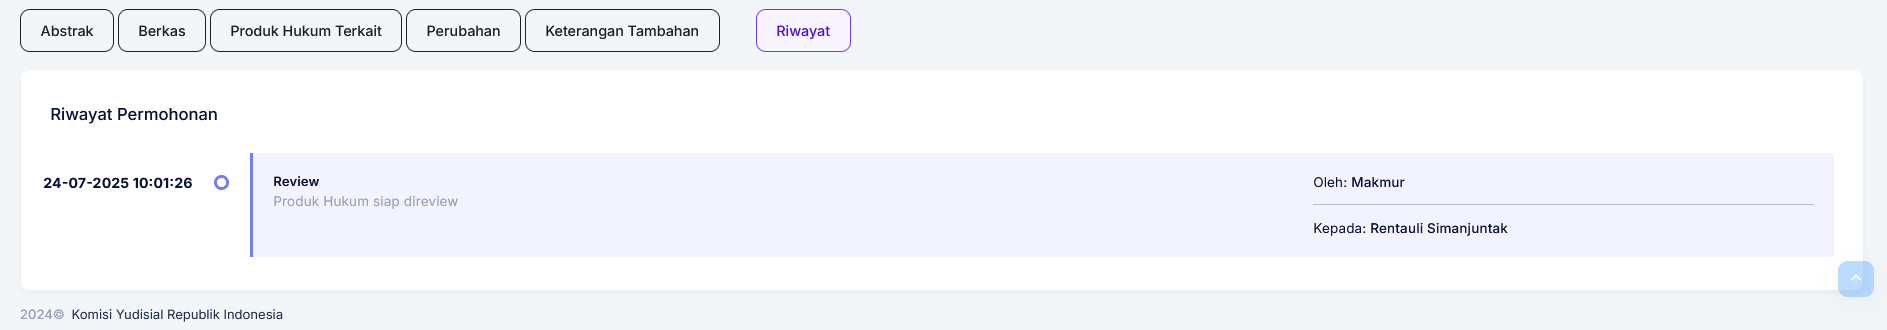 Abstrak Berkas Produk Hukum Terkait Perubahan Keterangan Tambahan Riwayat
Riwayat Permohonan
24-07-2025 10:01:26
Review
Produk Hukum siap direview
Oleh: Makmur
Kepada: Rentauli Simanjuntak
2024© Komisi Yudisial Republik Indonesia